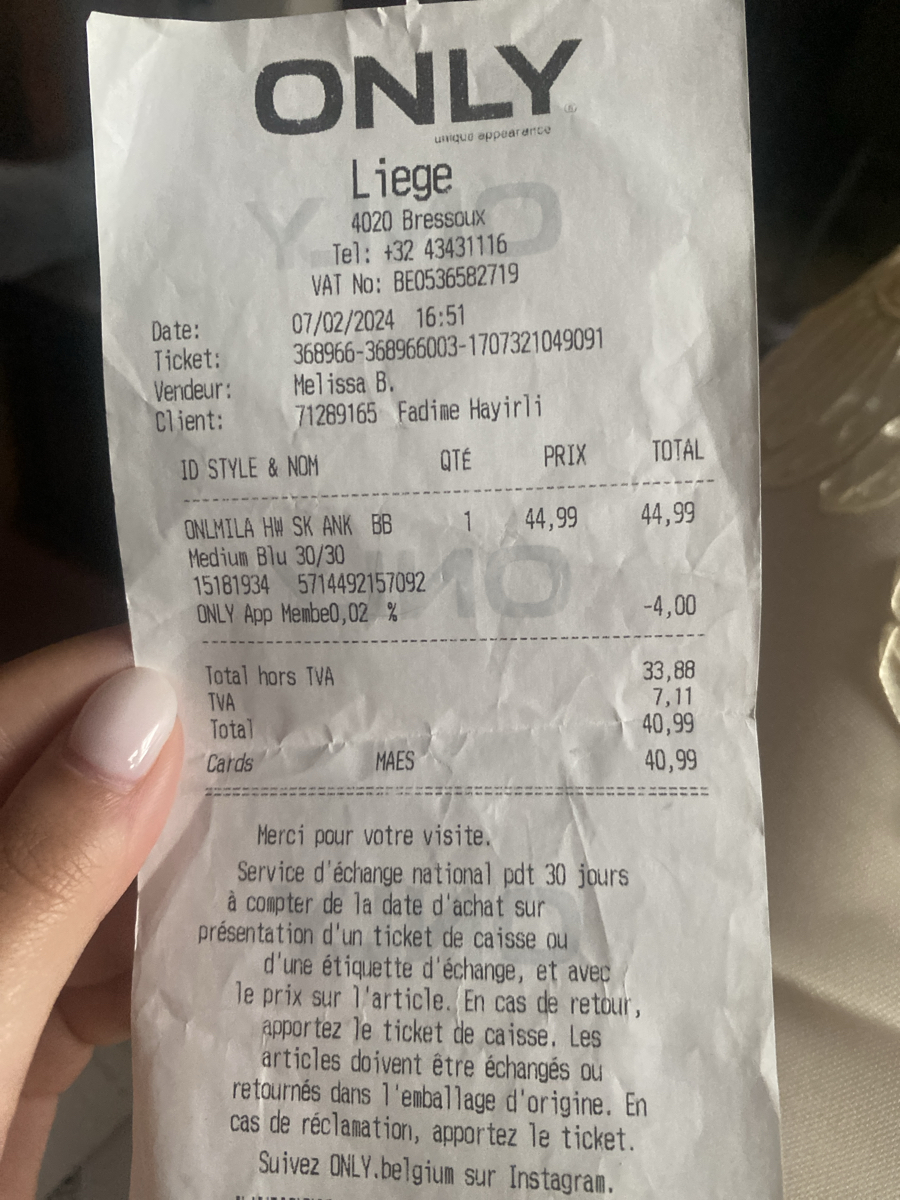 ONLY
unique appearance
Liege
4020 Bressoux
Tel: +32 43431116
VAT No: BE0536582719
Date: 07/02/2024 16:51
Ticket: 368966-368966003-1707321049091
Vendeur: Melissa B.
Client: 71289165 Fadime Hayirli
ID STYLE & NOM QTÉ PRIX TOTAL
ONLMILA HW SK ANK BB 1 44,99 44,99
Medium Blu 30/30
15181934 5714492157092
ONLY App Membe0,02 % -4,00
Total hors TVA 33,88
TVA 7,11
Total 40,99
Cards MAES 40,99
Merci pour votre visite.
Service d'échange national pdt 30 jours
à compter de la date d'achat sur
présentation d'un ticket de caisse ou
d'une étiquette d'échange, et avec
le prix sur l'article. En cas de retour,
apportez le ticket de caisse. Les
articles doivent être échangés ou
retournés dans l'emballage d'origine. En
cas de réclamation, apportez le ticket.
Suivez ONLY.belgium sur Instagram.